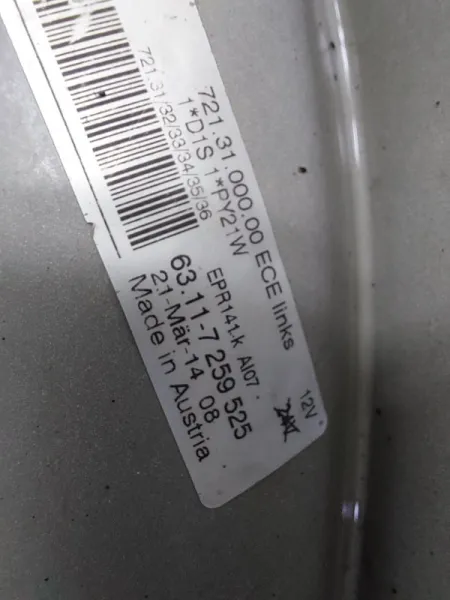 721.31.000.00 ECE links
1*D1S 1*PY21W
721.31/32/33/34/35/36
EPR141.k AI07
12V
63.11-7 259 525
21-Mär-14 08
Made in Austria